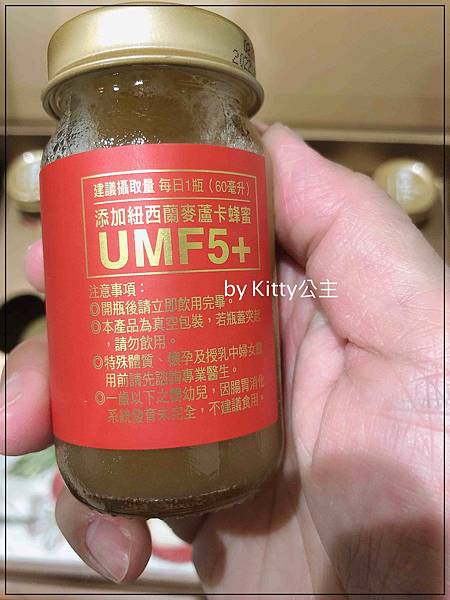 2022
建議攝取量 每日1瓶（60毫升）
添加紐西蘭麥蘆卡蜂蜜
UMF5+
by Kitty公主
注意事項：
◎開瓶後請立即飲用完畢。
◎本產品為真空包裝，若瓶蓋突起
，請勿飲用。
◎特殊體質、懷孕及授乳中婦女飲
用前請先諮詢專業醫生。
◎一歲以下之嬰幼兒，因腸胃消化
系統發育未完全，不建議食用。